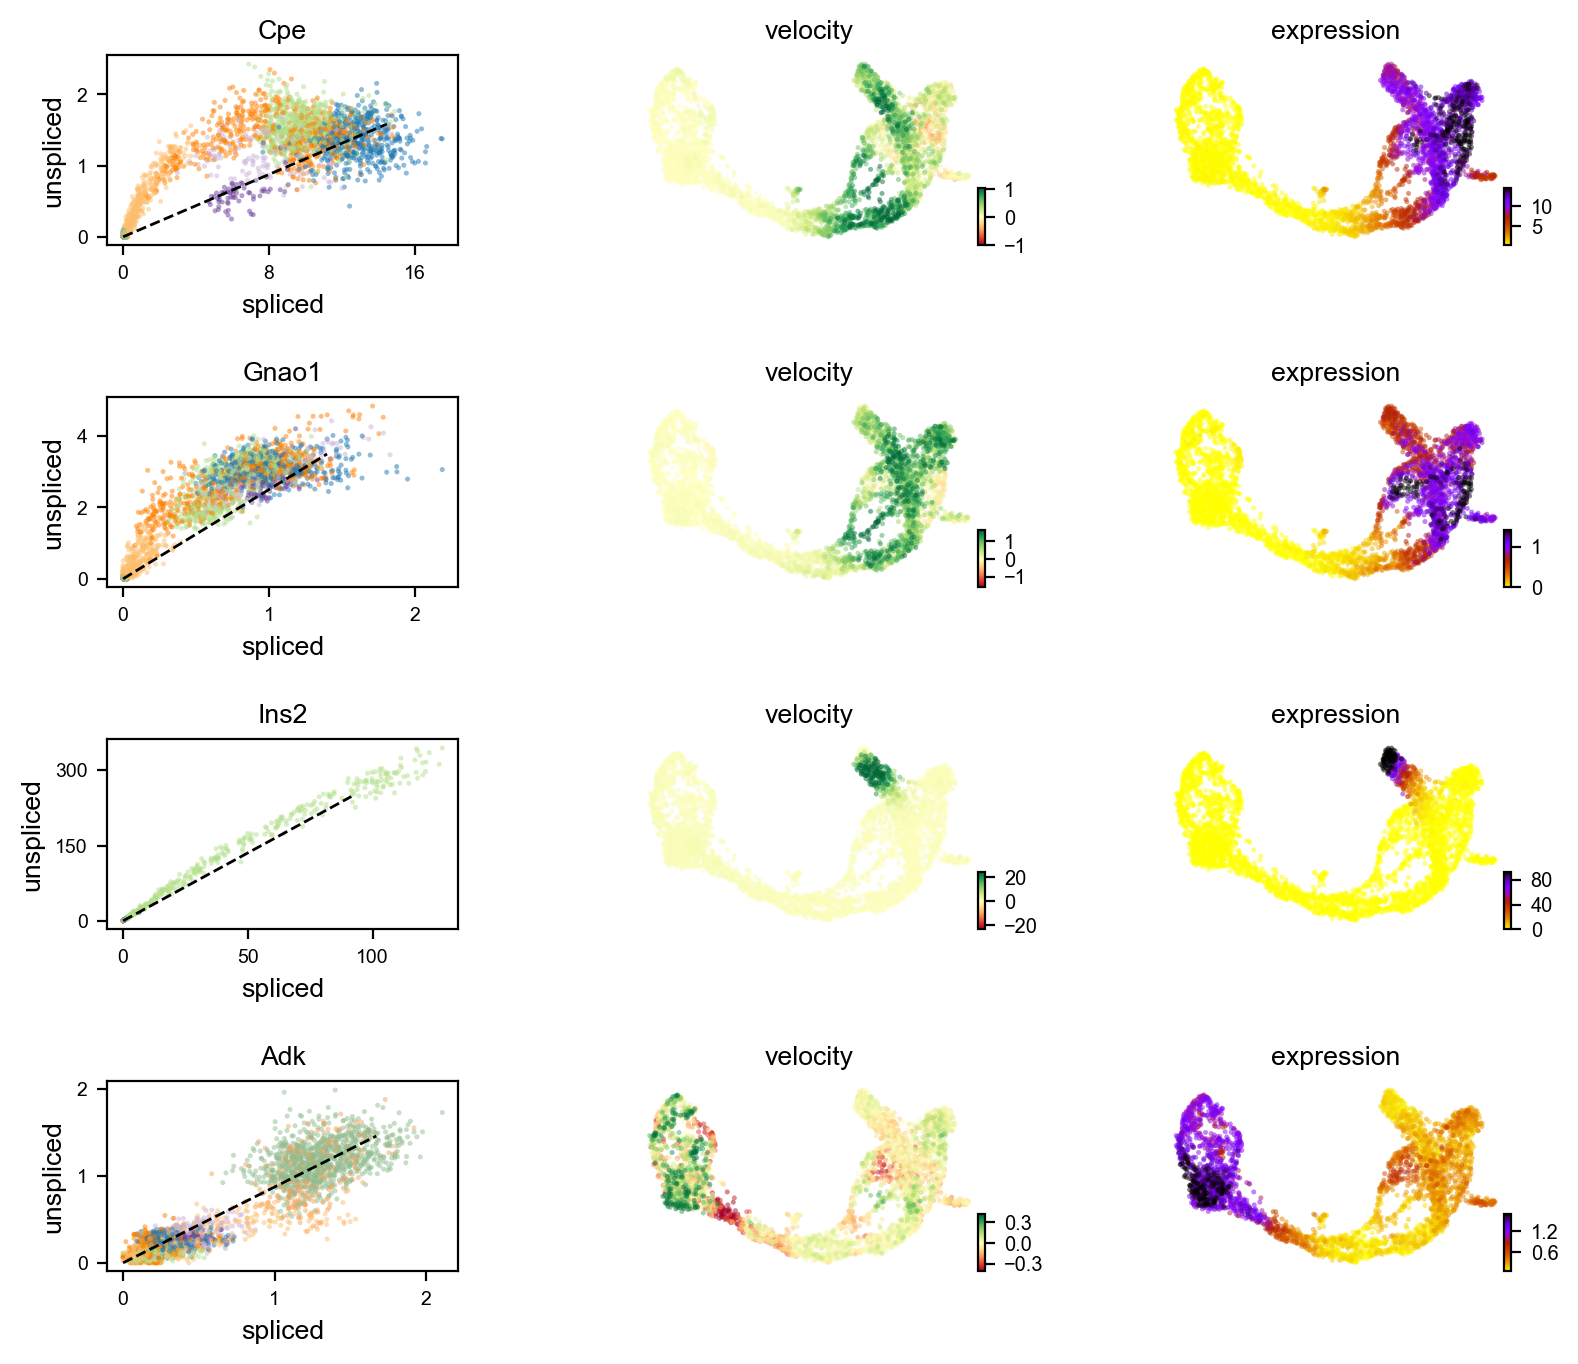 Cpe
velocity
expression
unspliced
2
1
0
0 8 16
spliced
1
0
−1
10
5
Gnao1
velocity
expression
unspliced
4
2
0
0 1 2
spliced
1
0
−1
1
0
Ins2
velocity
expression
unspliced
300
150
0
0 50 100
spliced
20
0
−20
80
40
0
Adk
velocity
expression
unspliced
2
1
0
0 1 2
spliced
0.3
0.0
−0.3
1.2
0.6